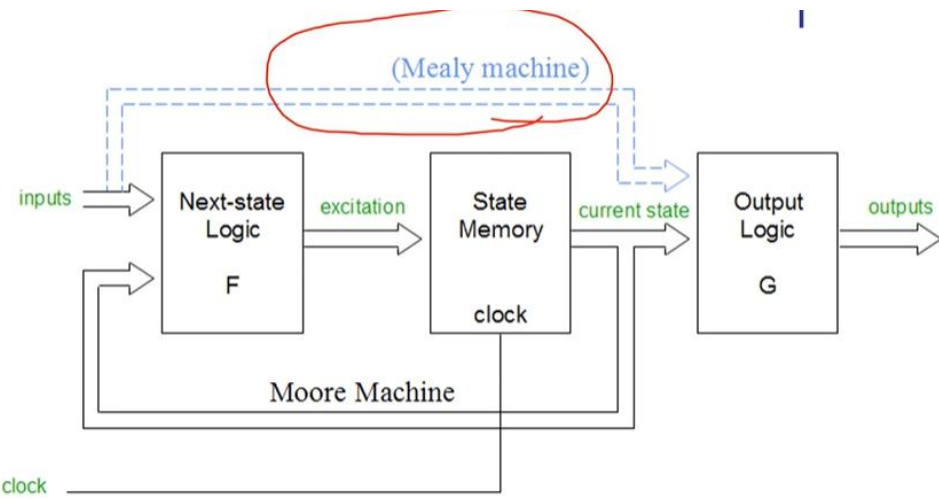 (Mealy machine)
inputs
Next-state
Logic
F
excitation
State
Memory
clock
current state
Output
Logic
G
outputs
Moore Machine
clock